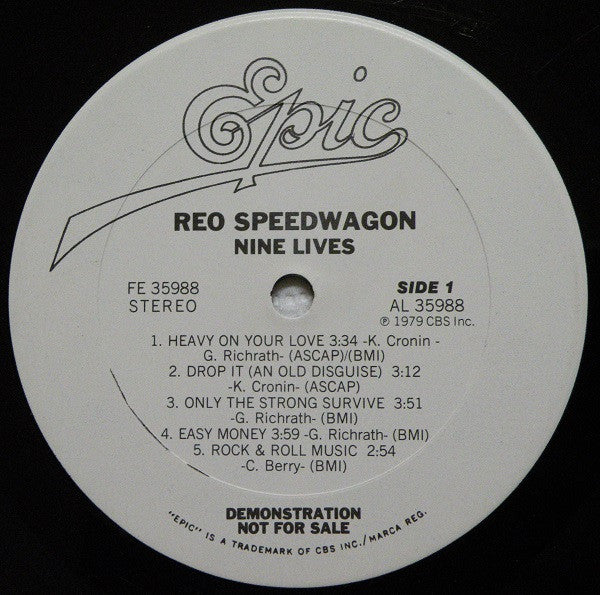 Epic
REO SPEEDWAGON
NINE LIVES
FE 35988
STEREO
SIDE 1
AL 35988
℗ 1979 CBS Inc.
1. HEAVY ON YOUR LOVE 3:34 -K. Cronin -
G. Richrath- (ASCAP)/(BMI)
2. DROP IT (AN OLD DISGUISE) 3:12
-K. Cronin- (ASCAP)
3. ONLY THE STRONG SURVIVE 3:51
-G. Richrath- (BMI)
4. EASY MONEY 3:59 -G. Richrath- (BMI)
5. ROCK & ROLL MUSIC 2:54
-C. Berry- (BMI)
DEMONSTRATION
NOT FOR SALE
"EPIC" IS A TRADEMARK OF CBS INC./MARCA REG.